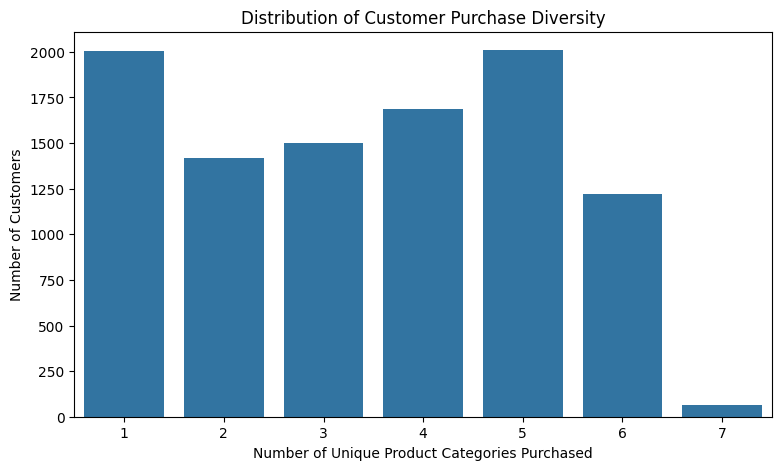 Distribution of Customer Purchase Diversity
Number of Customers
2000
1750
1500
1250
1000
750
500
250
0
1 2 3 4 5 6 7
Number of Unique Product Categories Purchased